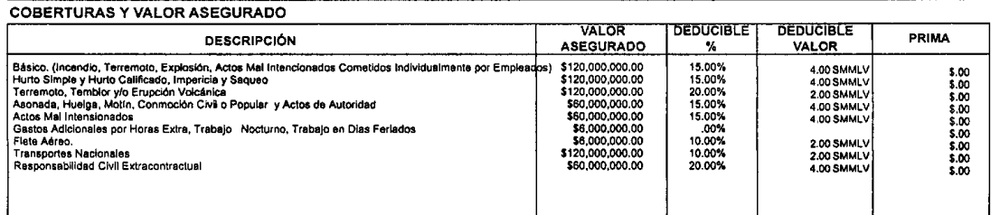 COBERTURAS Y VALOR ASEGURADO
DESCRIPCIÓN VALOR ASEGURADO DEDUCIBLE % DEDUCIBLE VALOR PRIMA
Básico. (Incendio, Terremoto, Explosión, Actos Mal Intencionados Cometidos Individualmente por Empleados) $120,000,000.00 15.00% 4.00 SMMLV $.00
Hurto Simple y Hurto Calificado, Impericia y Saqueo $120,000,000.00 15.00% 4.00 SMMLV $.00
Terremoto, Temblor y/o Erupción Volcánica $120,000,000.00 20.00% 2.00 SMMLV $.00
Asonada, Huelga, Motín, Conmoción Civil o Popular y Actos de Autoridad $60,000,000.00 15.00% 4.00 SMMLV $.00
Actos Mal Intensionados $60,000,000.00 15.00% 4.00 SMMLV $.00
Gastos Adicionales por Horas Extra, Trabajo Nocturno, Trabajo en Dias Feriados $6,000,000.00 .00% $.00
Flete Aéreo. $6,000,000.00 10.00% 2.00 SMMLV $.00
Transportes Nacionales $120,000,000.00 10.00% 2.00 SMMLV $.00
Responsabilidad Civil Extracontractual $60,000,000.00 20.00% 4.00 SMMLV $.00